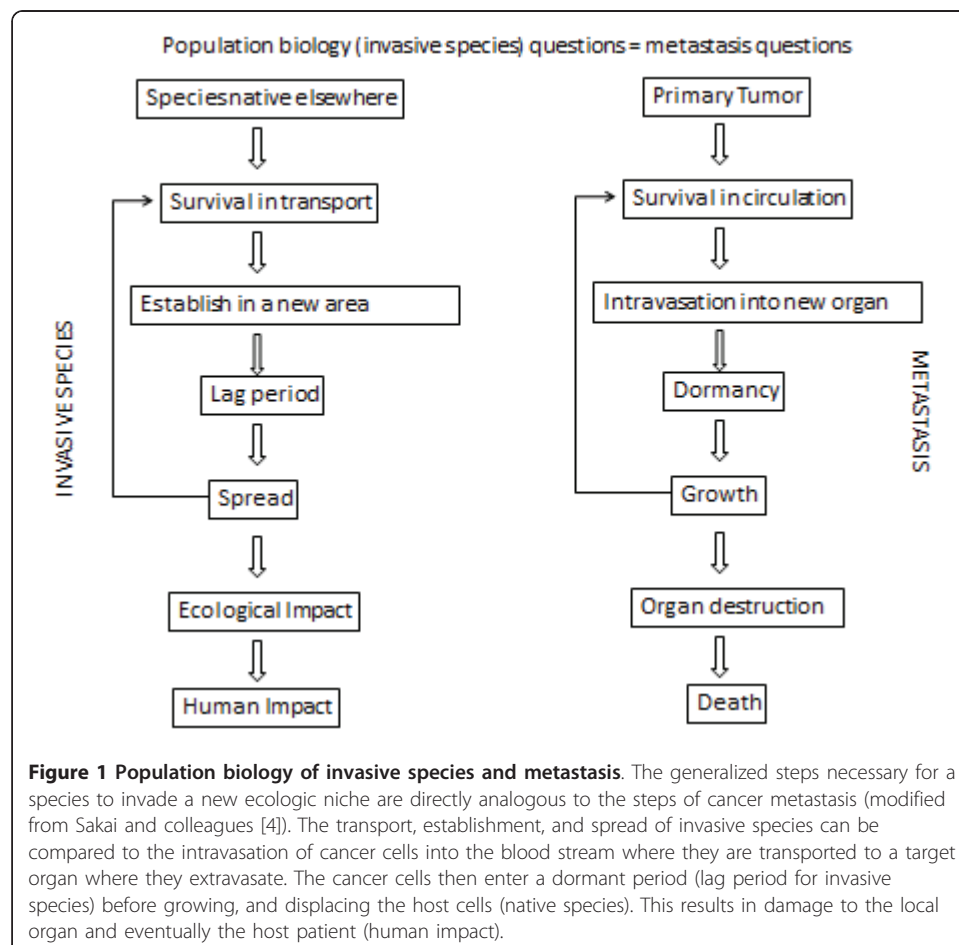 Population biology (invasive species) questions = metastasis questions
Species native elsewhere
Survival in transport
Establish in a new area
Lag period
Spread
Ecological Impact
Human Impact
INVASIVE SPECIES
Primary Tumor
Survival in circulation
Intravasation into new organ
Dormancy
Growth
Organ destruction
Death
METASTASIS
Figure 1 Population biology of invasive species and metastasis. The generalized steps necessary for a
species to invade a new ecologic niche are directly analogous to the steps of cancer metastasis (modified
from Sakai and colleagues [4]). The transport, establishment, and spread of invasive species can be
compared to the intravasation of cancer cells into the blood stream where they are transported to a target
organ where they extravasate. The cancer cells then enter a dormant period (lag period for invasive
species) before growing, and displacing the host cells (native species). This results in damage to the local
organ and eventually the host patient (human impact).